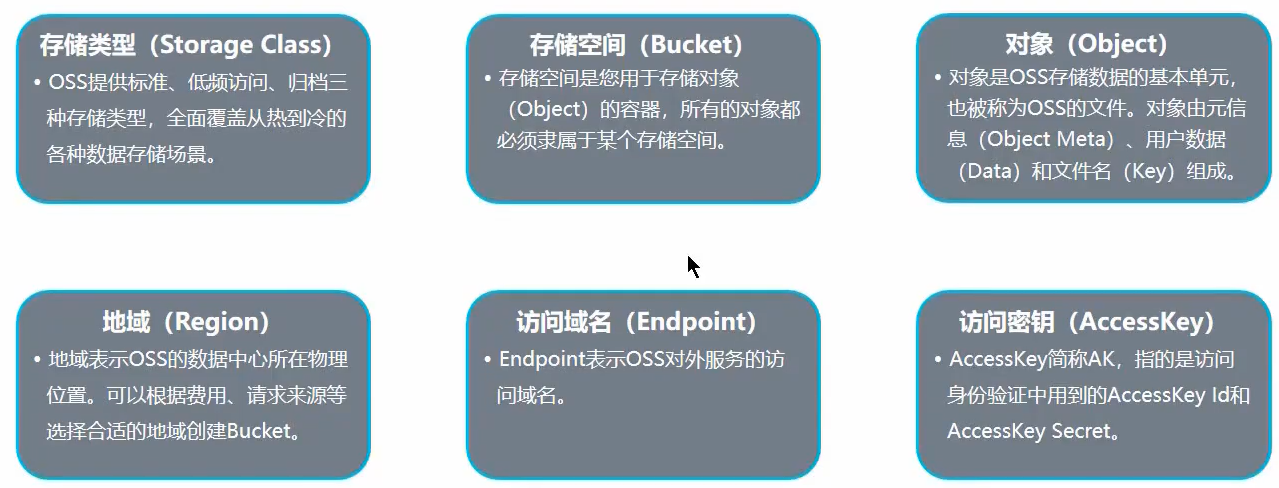 存储类型（Storage Class）
• OSS提供标准、低频访问、归档三
种存储类型，全面覆盖从热到冷的
各种数据存储场景。
存储空间（Bucket）
• 存储空间是您用于存储对象
（Object）的容器，所有的对象都
必须隶属于某个存储空间。
对象（Object）
• 对象是OSS存储数据的基本单元，
也被称为OSS的文件。对象由元信
息（Object Meta）、用户数据
（Data）和文件名（Key）组成。
地域（Region）
• 地域表示OSS的数据中心所在物理
位置。可以根据费用、请求来源等
选择合适的地域创建Bucket。
访问域名（Endpoint）
• Endpoint表示OSS对外服务的访
问域名。
访问密钥（AccessKey）
• AccessKey简称AK，指的是访问
身份验证中用到的AccessKey Id和
AccessKey Secret。